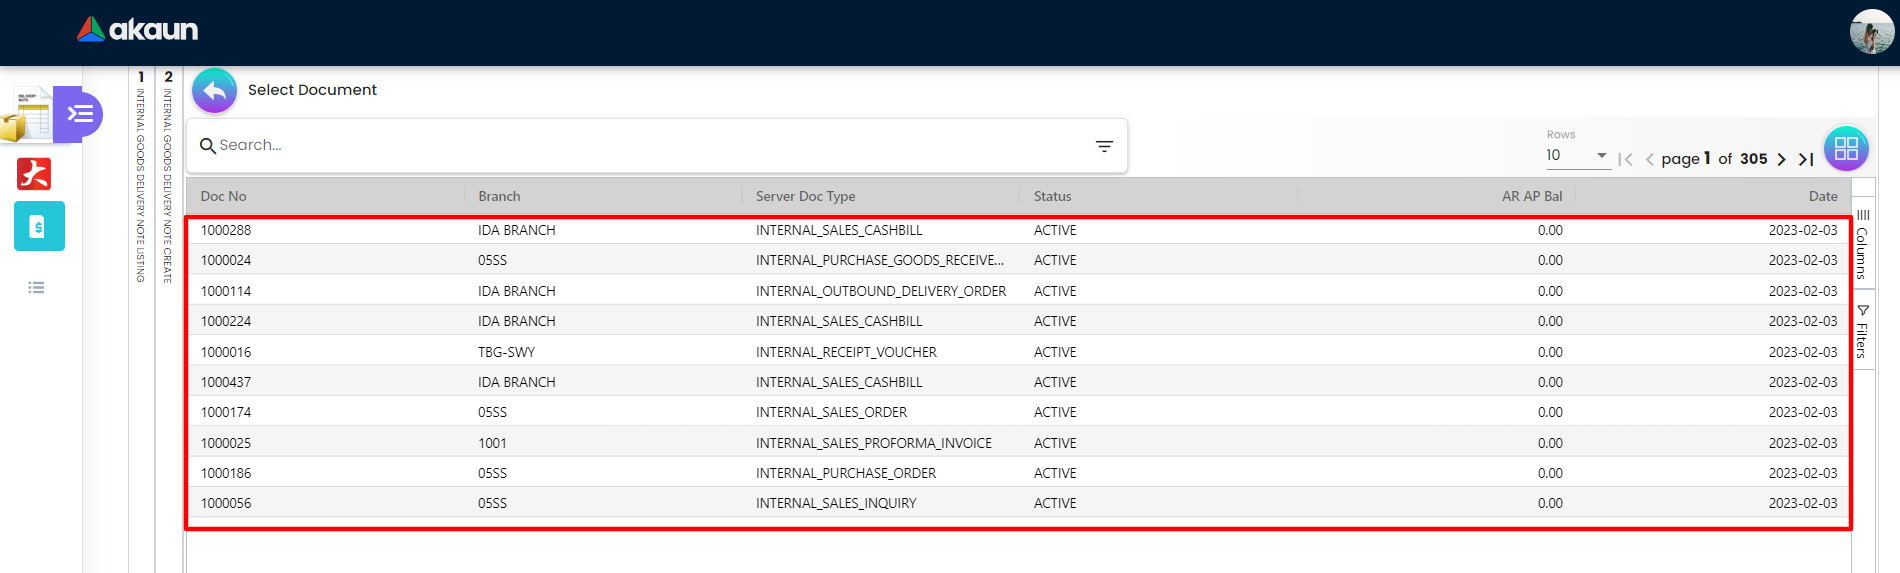 akaun
1 INTERNAL GOODS DELIVERY NOTE LISTING
2 INTERNAL GOODS DELIVERY NOTE CREATE
Select Document
Search...
Rows
10
page 1 of 305
Doc No Branch Server Doc Type Status AR AP Bal Date
1000288 IDA BRANCH INTERNAL_SALES_CASHBILL ACTIVE 0.00 2023-02-03
1000024 05SS INTERNAL_PURCHASE_GOODS_RECEIVE... ACTIVE 0.00 2023-02-03
1000114 IDA BRANCH INTERNAL_OUTBOUND_DELIVERY_ORDER ACTIVE 0.00 2023-02-03
1000224 IDA BRANCH INTERNAL_SALES_CASHBILL ACTIVE 0.00 2023-02-03
1000016 TBG-SWY INTERNAL_RECEIPT_VOUCHER ACTIVE 0.00 2023-02-03
1000437 IDA BRANCH INTERNAL_SALES_CASHBILL ACTIVE 0.00 2023-02-03
1000174 05SS INTERNAL_SALES_ORDER ACTIVE 0.00 2023-02-03
1000025 1001 INTERNAL_SALES_PROFORMA_INVOICE ACTIVE 0.00 2023-02-03
1000186 05SS INTERNAL_PURCHASE_ORDER ACTIVE 0.00 2023-02-03
1000056 05SS INTERNAL_SALES_INQUIRY ACTIVE 0.00 2023-02-03
Columns
Filters
DELIVERY NOTE